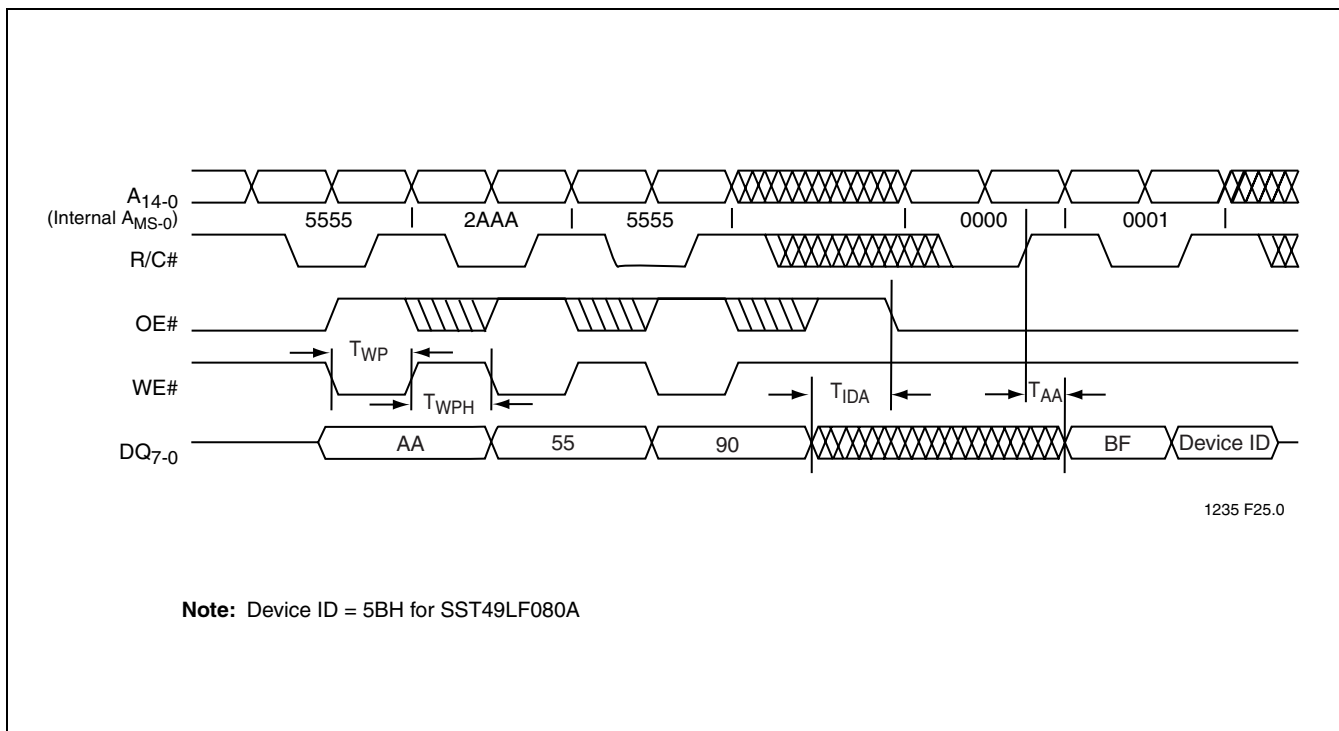 A14-0
(Internal AMS-0)
5555 2AAA 5555 0000 0001
R/C#
OE#
TWP
WE#
TWPH
TIDA
TAA
DQ7-0
AA 55 90 BF Device ID
1235 F25.0
Note: Device ID = 5BH for SST49LF080A